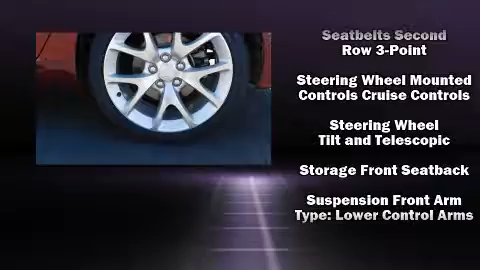 Seatbelts Second
Row 3-Point
Steering Wheel Mounted
Controls Cruise Controls
Steering Wheel
Tilt and Telescopic
Storage Front Seatback
Suspension Front Arm
Type: Lower Control Arms